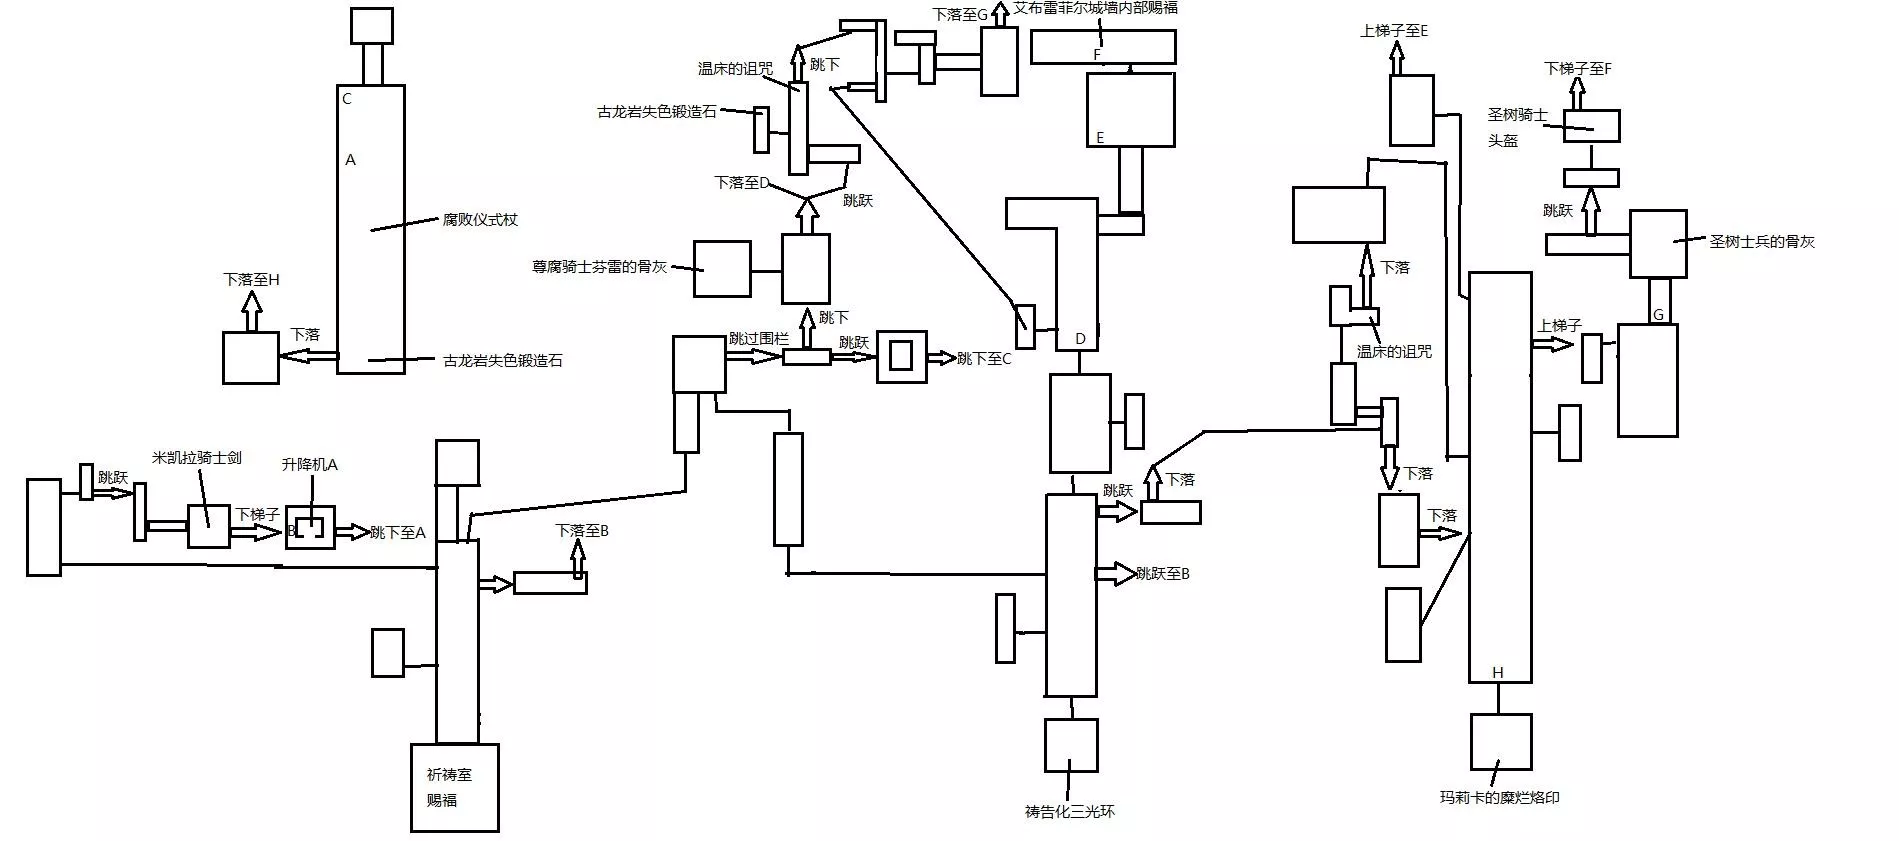 下落至G
艾布雷菲尔城墙内部赐福
F
上梯子至E
温床的诅咒
跳下
下梯子至F
C
古龙岩失色锻造石
圣树骑士
头盔
E
A
下落至D
跳跃
跳跃
腐败仪式杖
圣树士兵的骨灰
尊腐骑士芬雷的骨灰
下落
下落至H
跳下
G
下落
跳过围栏
跳跃
D
上梯子
古龙岩失色锻造石
跳下至C
温床的诅咒
米凯拉骑士剑
升降机A
跳跃
下落
下落
跳跃
下梯子
B
跳下至A
下落至B
下落
跳跃至B
H
祈祷室
赐福
祷告化三光环
玛莉卡的糜烂烙印